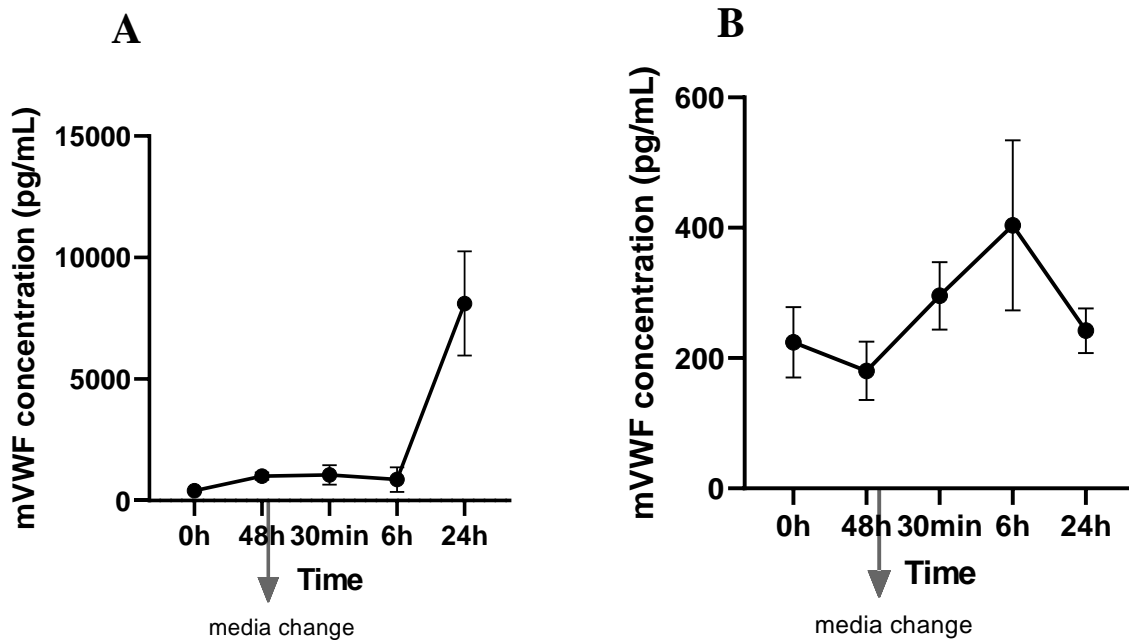 A
mVWF concentration (pg/mL)
15000
10000
5000
0
0h 48h 30min 6h 24h
Time
media change
B
mVWF concentration (pg/mL)
600
400
200
0
0h 48h 30min 6h 24h
Time
media change